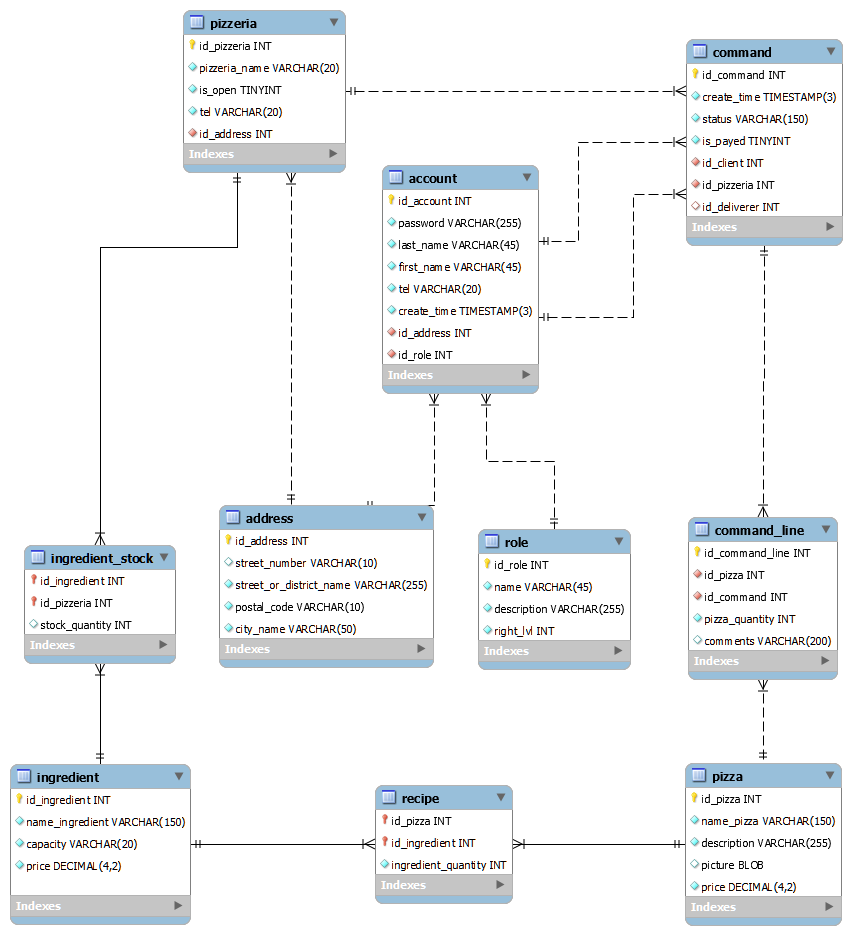 pizzeria
id_pizzeria INT
pizzeria_name VARCHAR(20)
is_open TINYINT
tel VARCHAR(20)
id_address INT
Indexes
command
id_command INT
create_time TIMESTAMP(3)
status VARCHAR(150)
is_payed TINYINT
id_client INT
id_pizzeria INT
id_deliverer INT
Indexes
account
id_account INT
password VARCHAR(255)
last_name VARCHAR(45)
first_name VARCHAR(45)
tel VARCHAR(20)
create_time TIMESTAMP(3)
id_address INT
id_role INT
Indexes
ingredient_stock
id_ingredient INT
id_pizzeria INT
stock_quantity INT
Indexes
address
id_address INT
street_number VARCHAR(10)
street_or_district_name VARCHAR(255)
postal_code VARCHAR(10)
city_name VARCHAR(50)
Indexes
role
id_role INT
name VARCHAR(45)
description VARCHAR(255)
right_lvl INT
Indexes
command_line
id_command_line INT
id_pizza INT
id_command INT
pizza_quantity INT
comments VARCHAR(200)
Indexes
ingredient
id_ingredient INT
name_ingredient VARCHAR(150)
capacity VARCHAR(20)
price DECIMAL(4,2)
Indexes
recipe
id_pizza INT
id_ingredient INT
ingredient_quantity INT
Indexes
pizza
id_pizza INT
name_pizza VARCHAR(150)
description VARCHAR(255)
picture BLOB
price DECIMAL(4,2)
Indexes